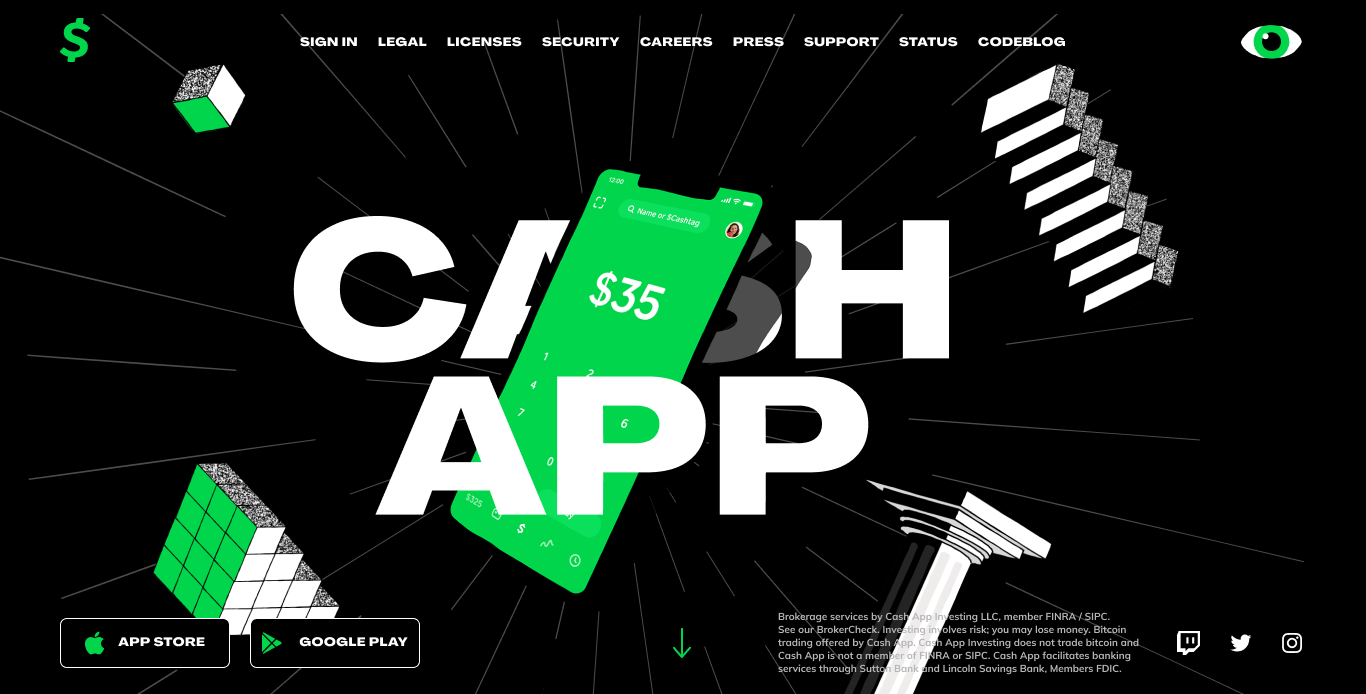 $
SIGN IN LEGAL LICENSES SECURITY CAREERS PRESS SUPPORT STATUS CODEBLOG
12:00
Name or $Cashtag
$35
CASH
1
2
4
7
6
0
APP
$325
$
APP STORE
GOOGLE PLAY
Brokerage services by Cash App Investing LLC, member FINRA / SIPC.
See our BrokerCheck. Investing involves risk; you may lose money. Bitcoin
trading offered by Cash App. Cash App Investing does not trade bitcoin and
Cash App is not a member of FINRA or SIPC. Cash App facilitates banking
services through Sutton Bank and Lincoln Savings Bank, Members FDIC.